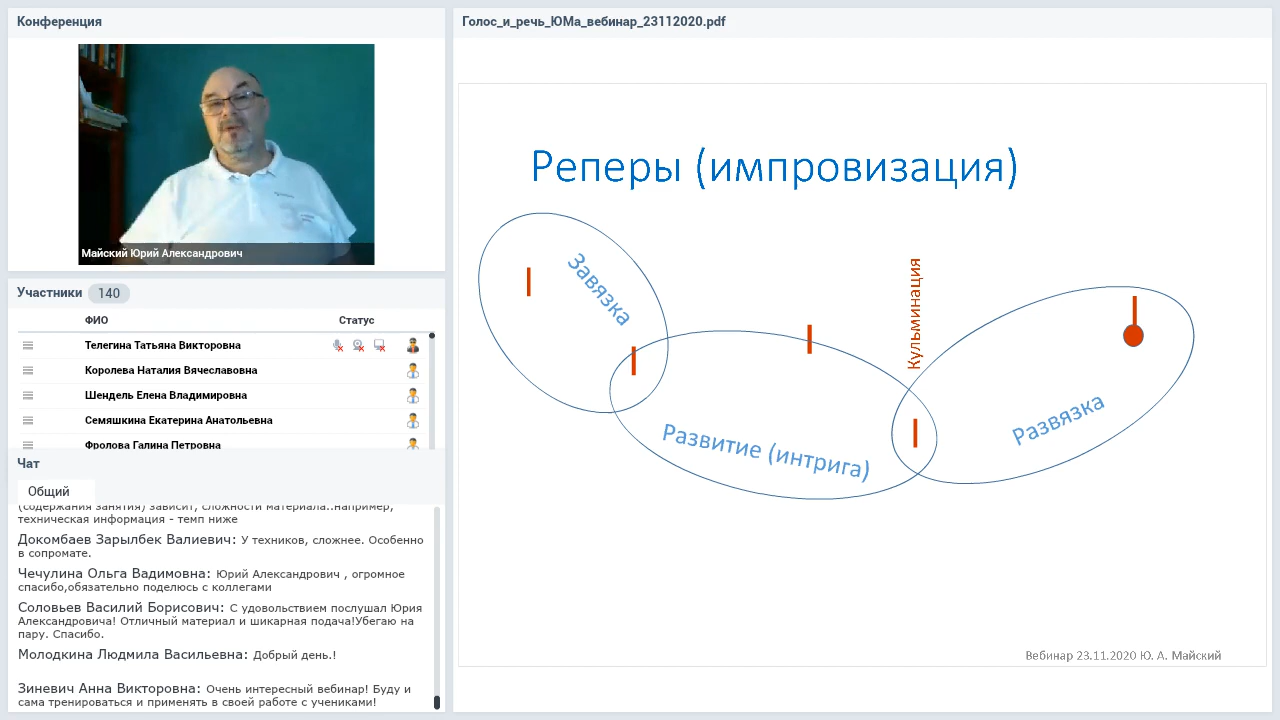 Конференция
Майский Юрий Александрович
Участники 140
ФИО Статус
Телегина Татьяна Викторовна
Королева Наталия Вячеславовна
Шендель Елена Владимировна
Семяшкина Екатерина Анатольевна
Фролова Галина Петровна
Чат
Общий
(содержания занятия) зависит, сложности материала..например,
техническая информация - темп ниже
Докомбаев Зарылбек Валиевич: У техников, сложнее. Особенно
в сопромате.
Чечулина Ольга Вадимовна: Юрий Александрович , огромное
спасибо,обязательно поделюсь с коллегами
Соловьев Василий Борисович: С удовольствием послушал Юрия
Александровича! Отличный материал и шикарная подача!Убегаю на
пару. Спасибо.
Молодкина Людмила Васильевна: Добрый день.!
Зиневич Анна Викторовна: Очень интересный вебинар! Буду и
сама тренироваться и применять в своей работе с учениками!
Голос_и_речь_ЮМа_вебинар_23112020.pdf
Реперы (импровизация)
Завязка
Развитие (интрига)
Кульминация
Развязка
Вебинар 23.11.2020 Ю. А. Майский